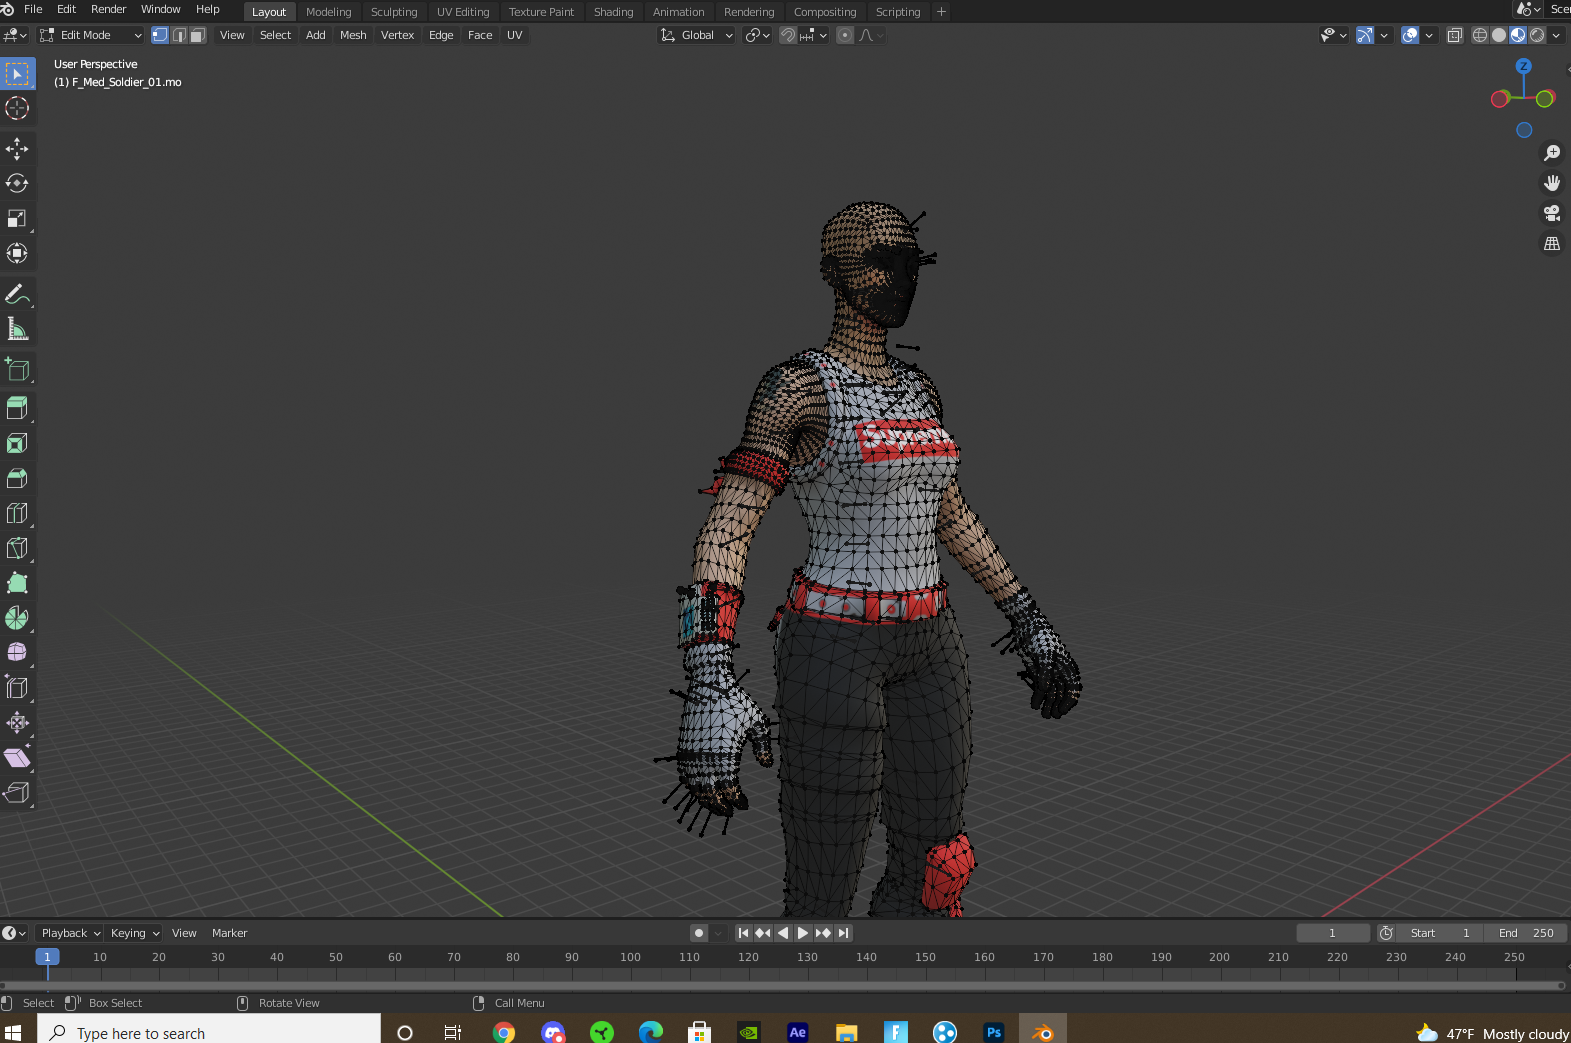 File Edit Render Window Help Layout Modeling Sculpting UV Editing Texture Paint Shading Animation Rendering Compositing Scripting + Scen
Edit Mode View Select Add Mesh Vertex Edge Face UV Global
User Perspective
(1) F_Med_Soldier_01.mo
Z
Playback Keying View Marker 1 Start 1 End 250
1 10 20 30 40 50 60 70 80 90 100 110 120 130 140 150 160 170 180 190 200 210 220 230 240 250
Select Box Select Rotate View Call Menu
Type here to search Ae F Ps 47°F Mostly cloudy